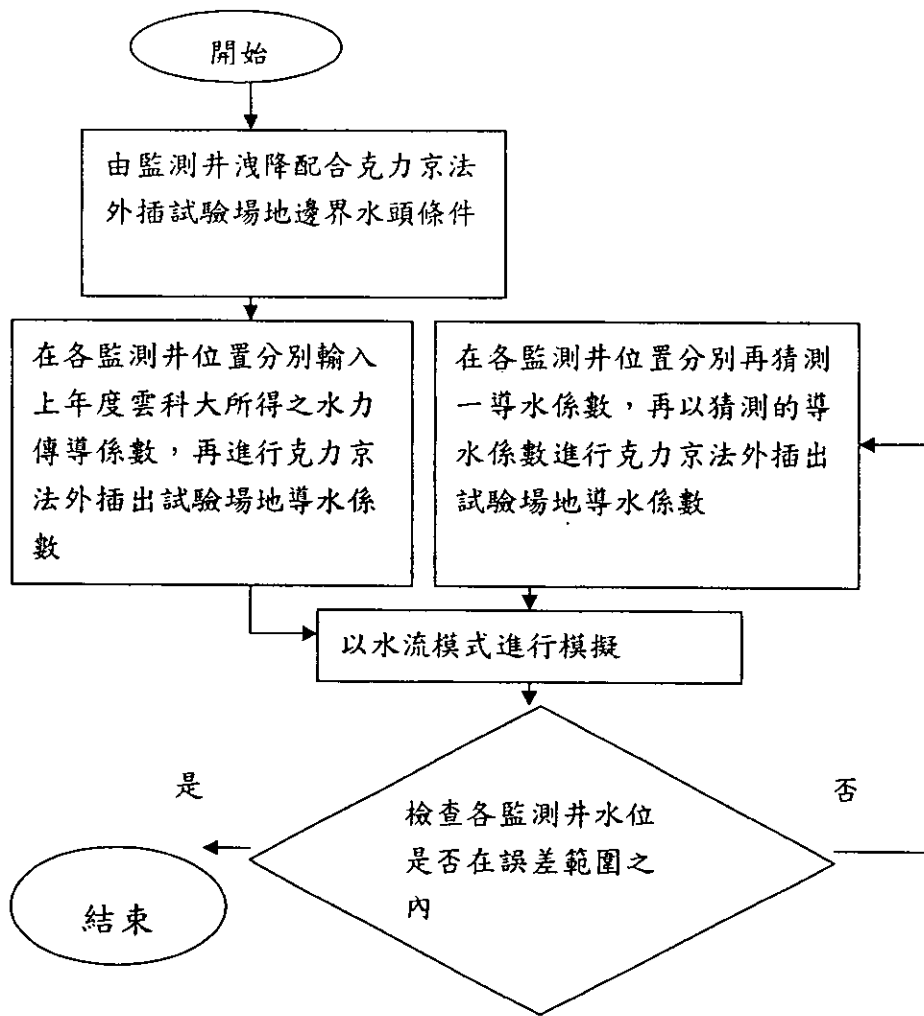 開始
由監測井洩降配合克力京法
外插試驗場地邊界水頭條件
在各監測井位置分別輸入
上年度雲科大所得之水力
傳導係數，再進行克力京
法外插出試驗場地導水係
數
在各監測井位置分別再猜測
一導水係數，再以猜測的導
水係數進行克力京法外插出
試驗場地導水係數
以水流模式進行模擬
是
否
檢查各監測井水位
是否在誤差範圍之
內
結束